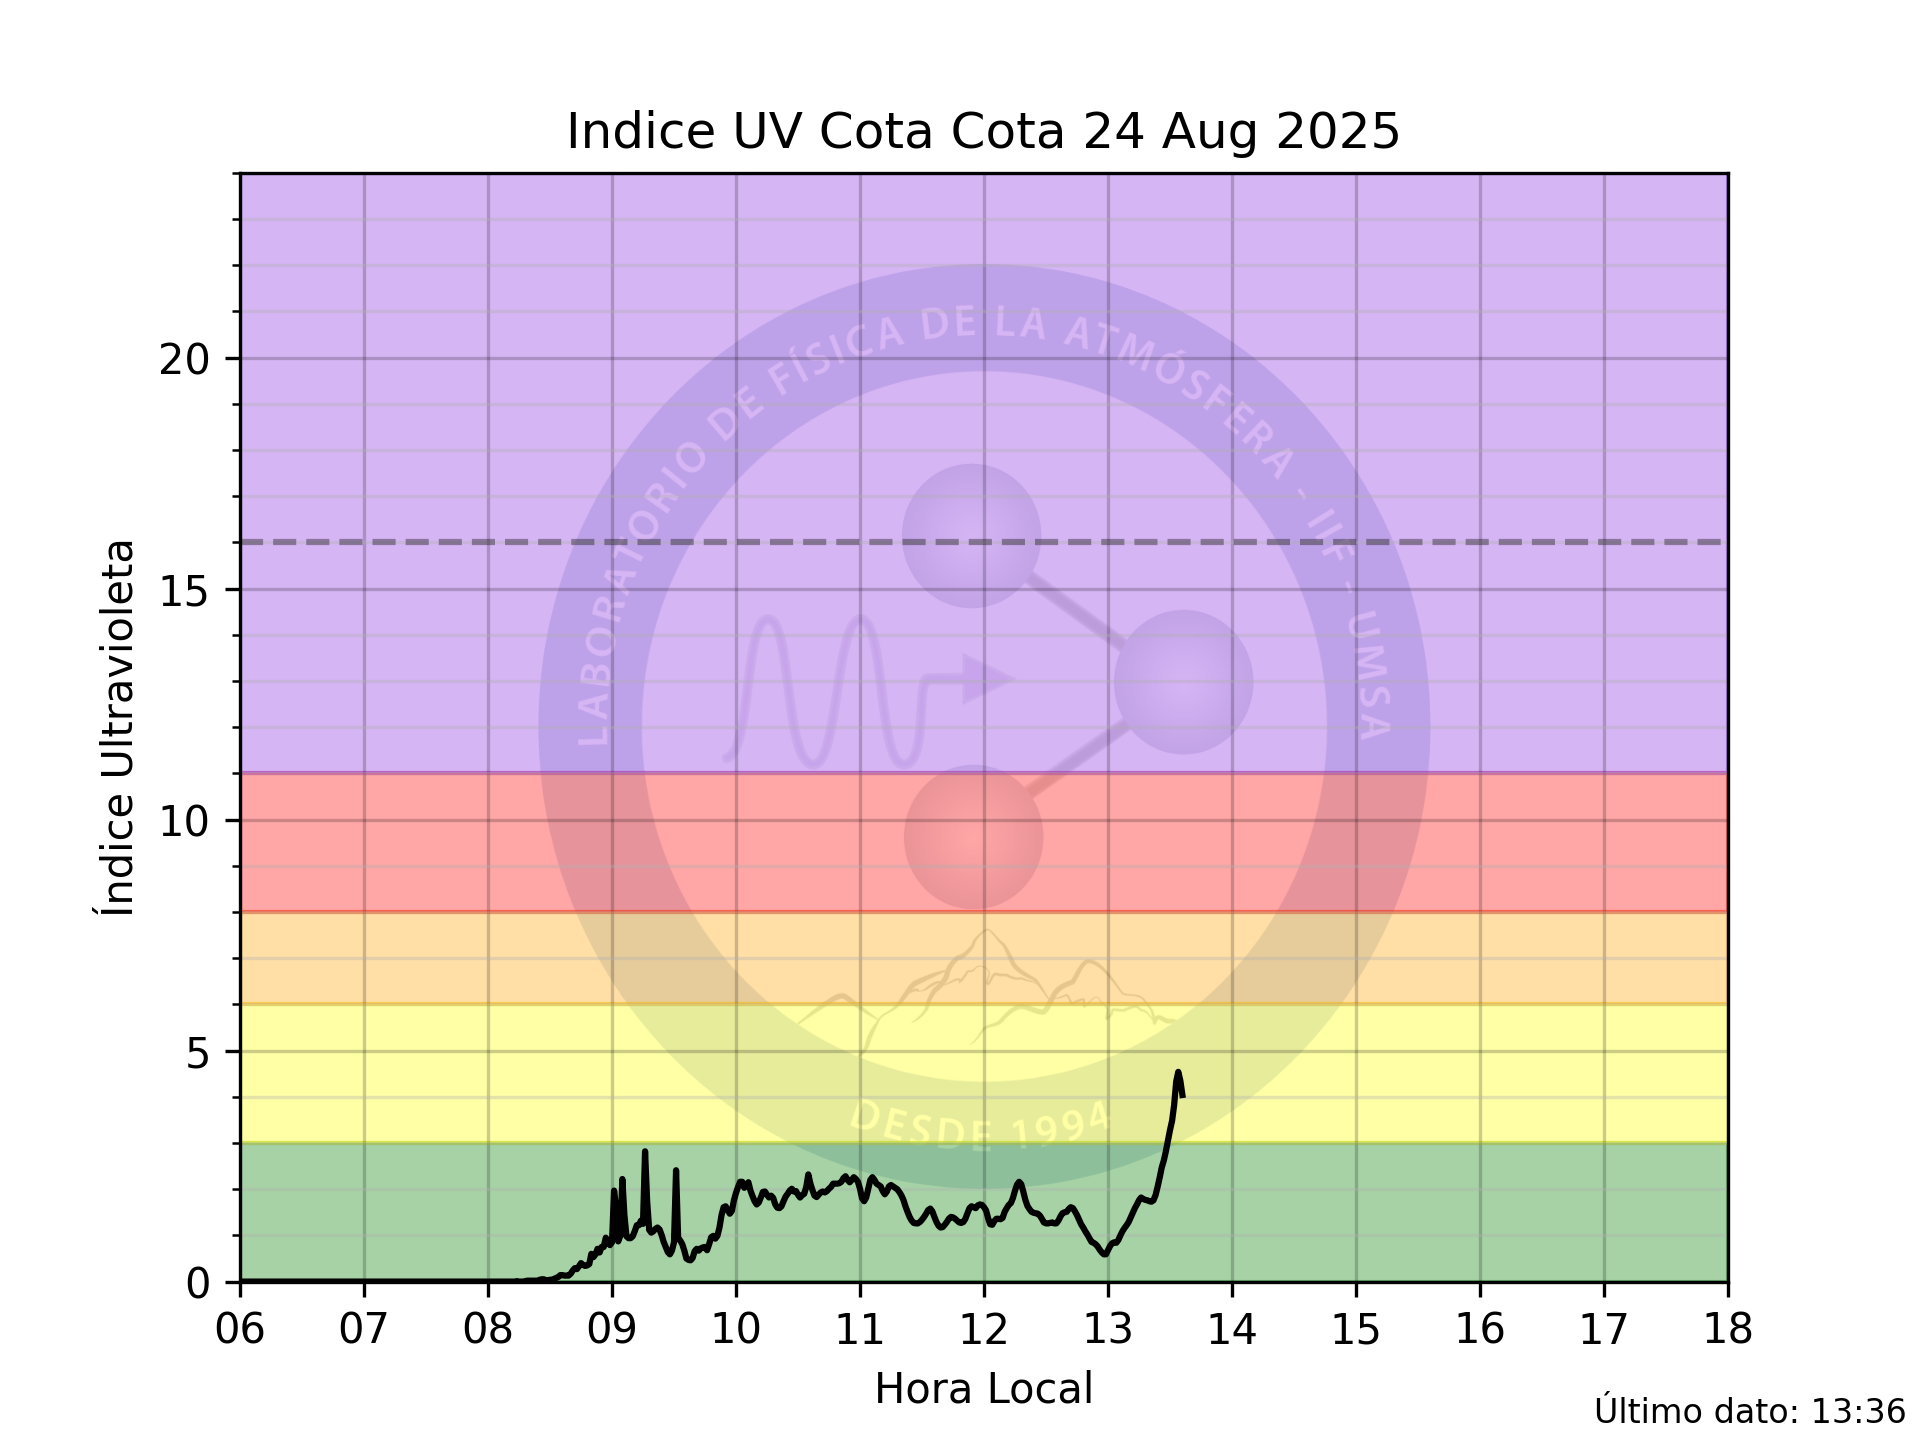 Indice UV Cota Cota 24 Aug 2025
LABORATORIO DE FÍSICA DE LA ATMÓSFERA - IIF - UMSA
DESDE 1994
Índice Ultravioleta
20
15
10
5
0
06 07 08 09 10 11 12 13 14 15 16 17 18
Hora Local
Último dato: 13:36